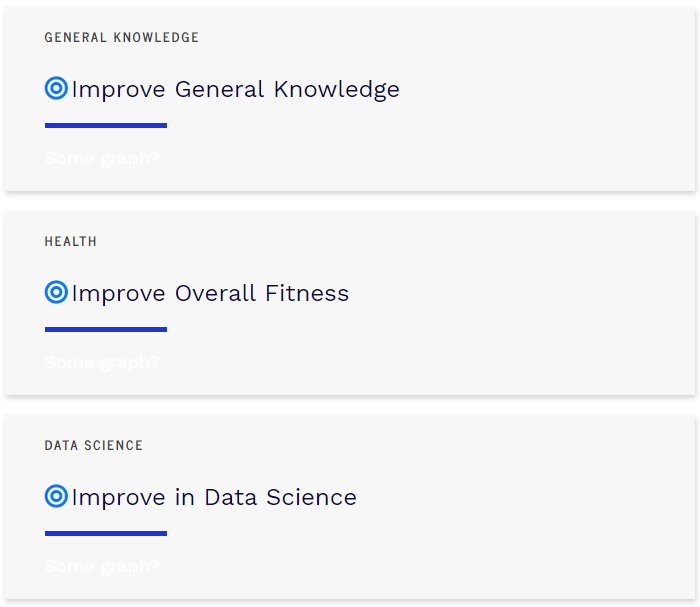 GENERAL KNOWLEDGE
Improve General Knowledge
Some graph?
HEALTH
Improve Overall Fitness
Some graph?
DATA SCIENCE
Improve in Data Science
Some graph?